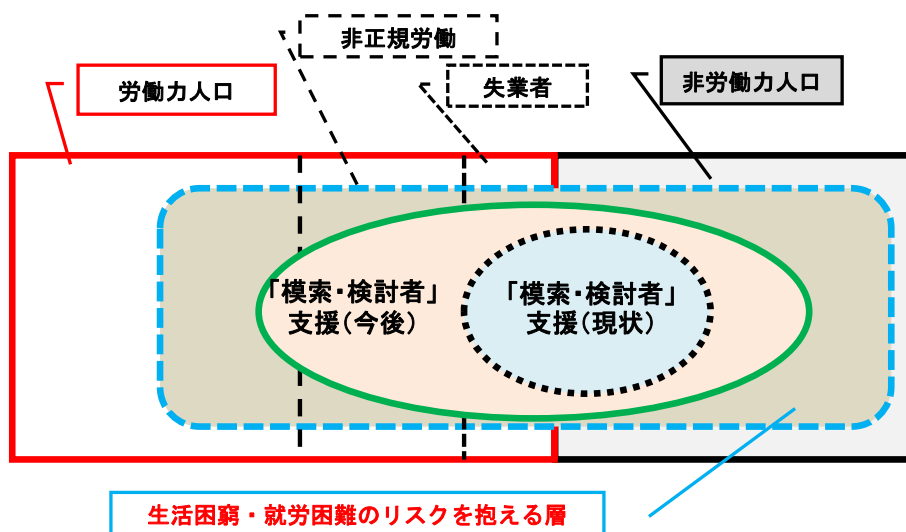 非正規労働
労働力人口
失業者
非労働力人口
「模索・検討者」
支援(今後)
「模索・検討者」
支援(現状)
生活困窮・就労困難のリスクを抱える層